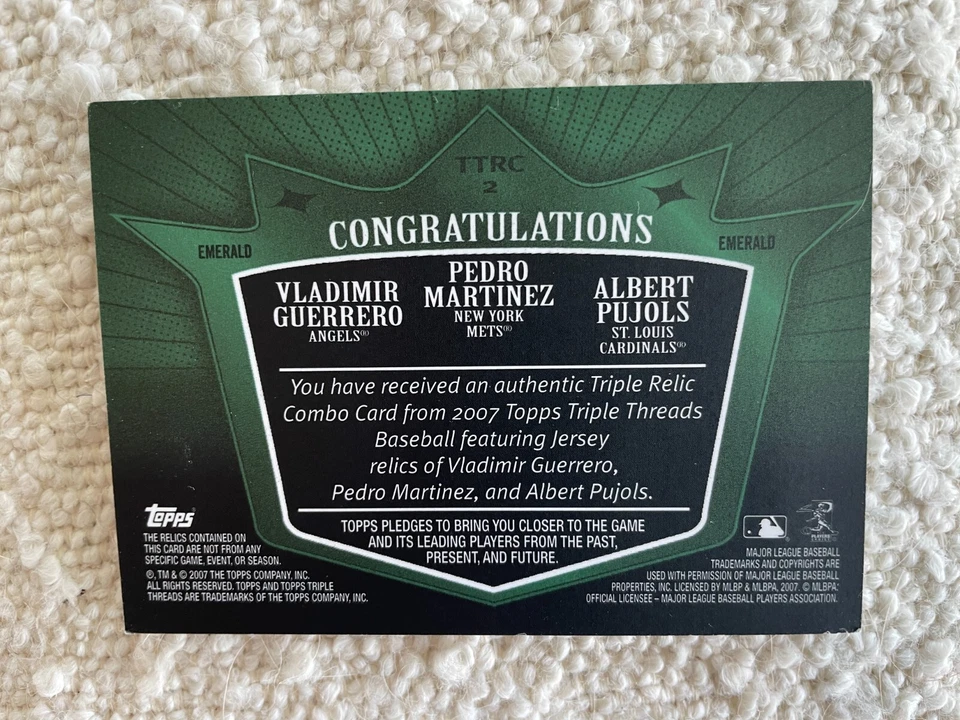 TTRC
2
CONGRATULATIONS
EMERALD
EMERALD
VLADIMIR
GUERRERO
ANGELS®
PEDRO
MARTINEZ
NEW YORK
METS®
ALBERT
PUJOLS
ST. LOUIS
CARDINALS®
You have received an authentic Triple Relic
Combo Card from 2007 Topps Triple Threads
Baseball featuring Jersey
relics of Vladimir Guerrero,
Pedro Martinez, and Albert Pujols.
TOPPS PLEDGES TO BRING YOU CLOSER TO THE GAME
AND ITS LEADING PLAYERS FROM THE PAST,
PRESENT, AND FUTURE.
topps
THE RELICS CONTAINED ON
THIS CARD ARE NOT FROM ANY
SPECIFIC GAME, EVENT, OR SEASON.
®, TM & © 2007 THE TOPPS COMPANY, INC.
ALL RIGHTS RESERVED. TOPPS AND TOPPS TRIPLE
THREADS ARE TRADEMARKS OF THE TOPPS COMPANY, INC.
MAJOR LEAGUE BASEBALL
TRADEMARKS AND COPYRIGHTS ARE
USED WITH PERMISSION OF MAJOR LEAGUE BASEBALL
PROPERTIES, INC. LICENSED BY MLBP & MLBPA, 2007. © MLBPA:
OFFICIAL LICENSEE – MAJOR LEAGUE BASEBALL PLAYERS ASSOCIATION.